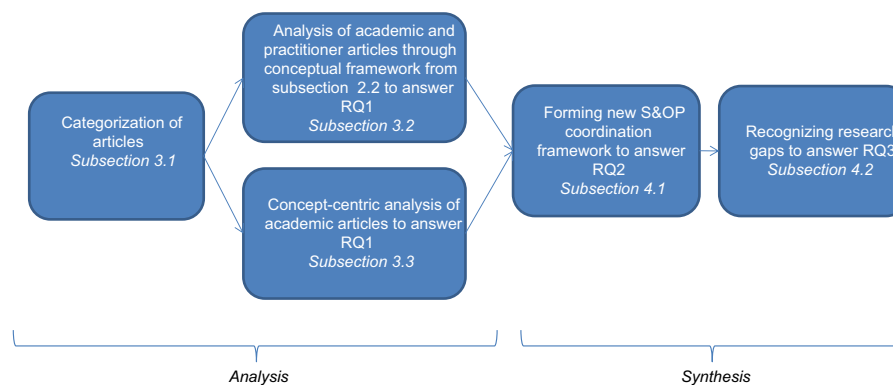 Categorization of
articles
Subsection 3.1
Analysis of academic and
practitioner articles through
conceptual framework from
subsection 2.2 to answer
RQ1
Subsection 3.2
Concept-centric analysis of
academic articles to answer
RQ1
Subsection 3.3
Forming new S&OP
coordination
framework to answer
RQ2
Subsection 4.1
Recognizing research
gaps to answer RQ3
Subsection 4.2
Analysis
Synthesis